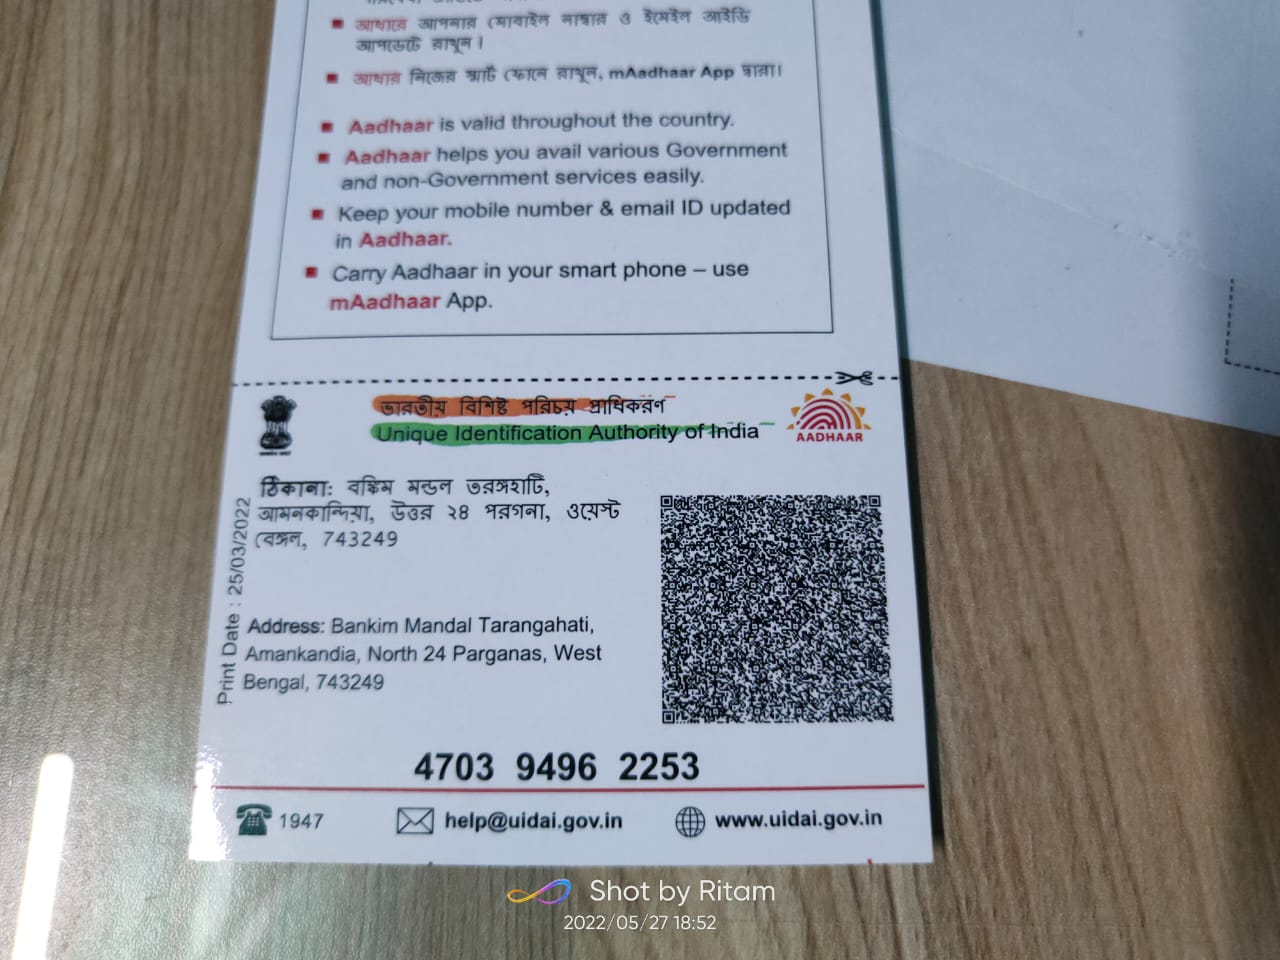 আধারে আপনার মোবাইল নাম্বার ও ইমেইল আইডি
আপডেট রাখুন।
আধার নিজের স্মার্ট ফোনে রাখুন, mAadhaar App দ্বারা।
Aadhaar is valid throughout the country.
Aadhaar helps you avail various Government
and non-Government services easily.
Keep your mobile number & email ID updated
in Aadhaar.
Carry Aadhaar in your smart phone – use
mAadhaar App.
ভারতীয় বিশিষ্ট পরিচয় প্রাধিকরণ
Unique Identification Authority of India
AADHAAR
ঠিকানা: বঙ্কিম মন্ডল তরঙ্গহাটি,
আমনকান্দিয়া, উত্তর ২৪ পরগনা, ওয়েস্ট
বেঙ্গল, 743249
Print Date : 25/03/2022
Address: Bankim Mandal Tarangahati,
Amankandia, North 24 Parganas, West
Bengal, 743249
4703 9496 2253
1947 help@uidai.gov.in www.uidai.gov.in
Shot by Ritam
2022/05/27 18:52